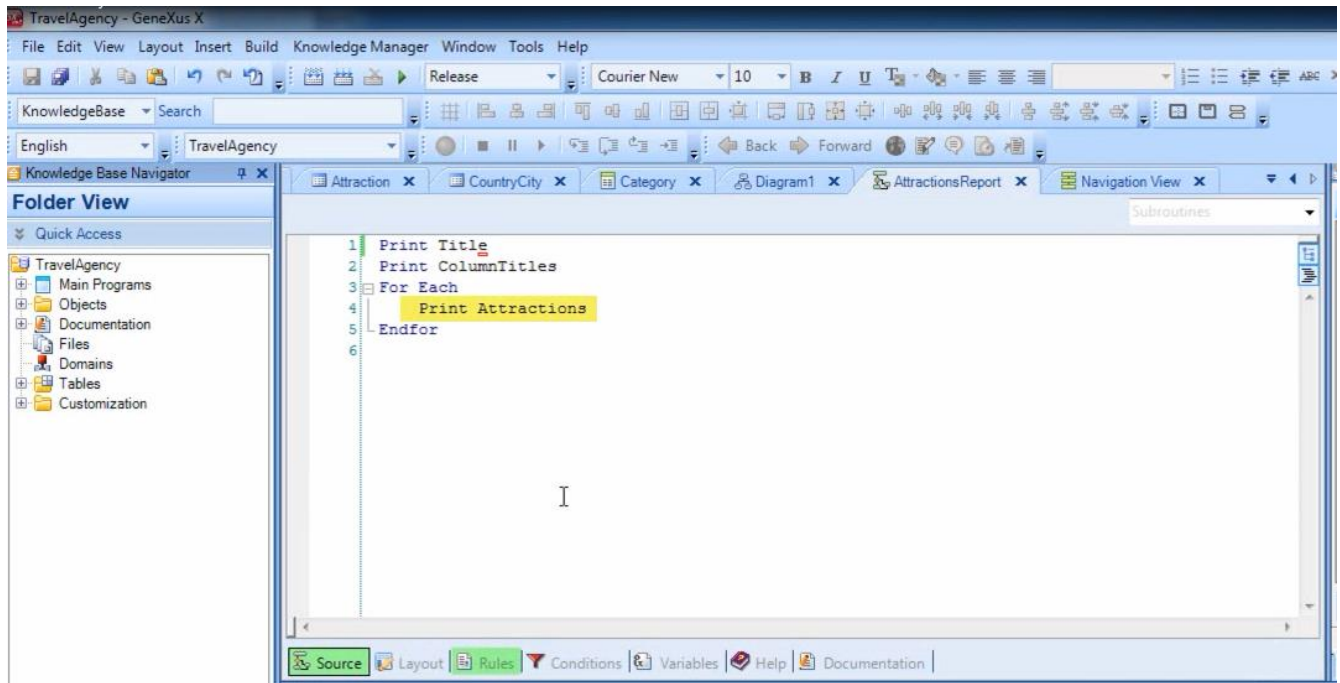 TravelAgency - GeneXus X
File Edit View Layout Insert Build Knowledge Manager Window Tools Help
Release Courier New 10 B I U ABC
KnowledgeBase Search
English TravelAgency Back Forward
Knowledge Base Navigator
Attraction CountryCity Category Diagram1 AttractionsReport Navigation View
Folder View
Subroutines
Quick Access
TravelAgency
Main Programs
Objects
Documentation
Files
Domains
Tables
Customization
1 Print Title
2 Print ColumnTitles
3 For Each
4 Print Attractions
5 Endfor
6
Source Layout Rules Conditions Variables Help Documentation